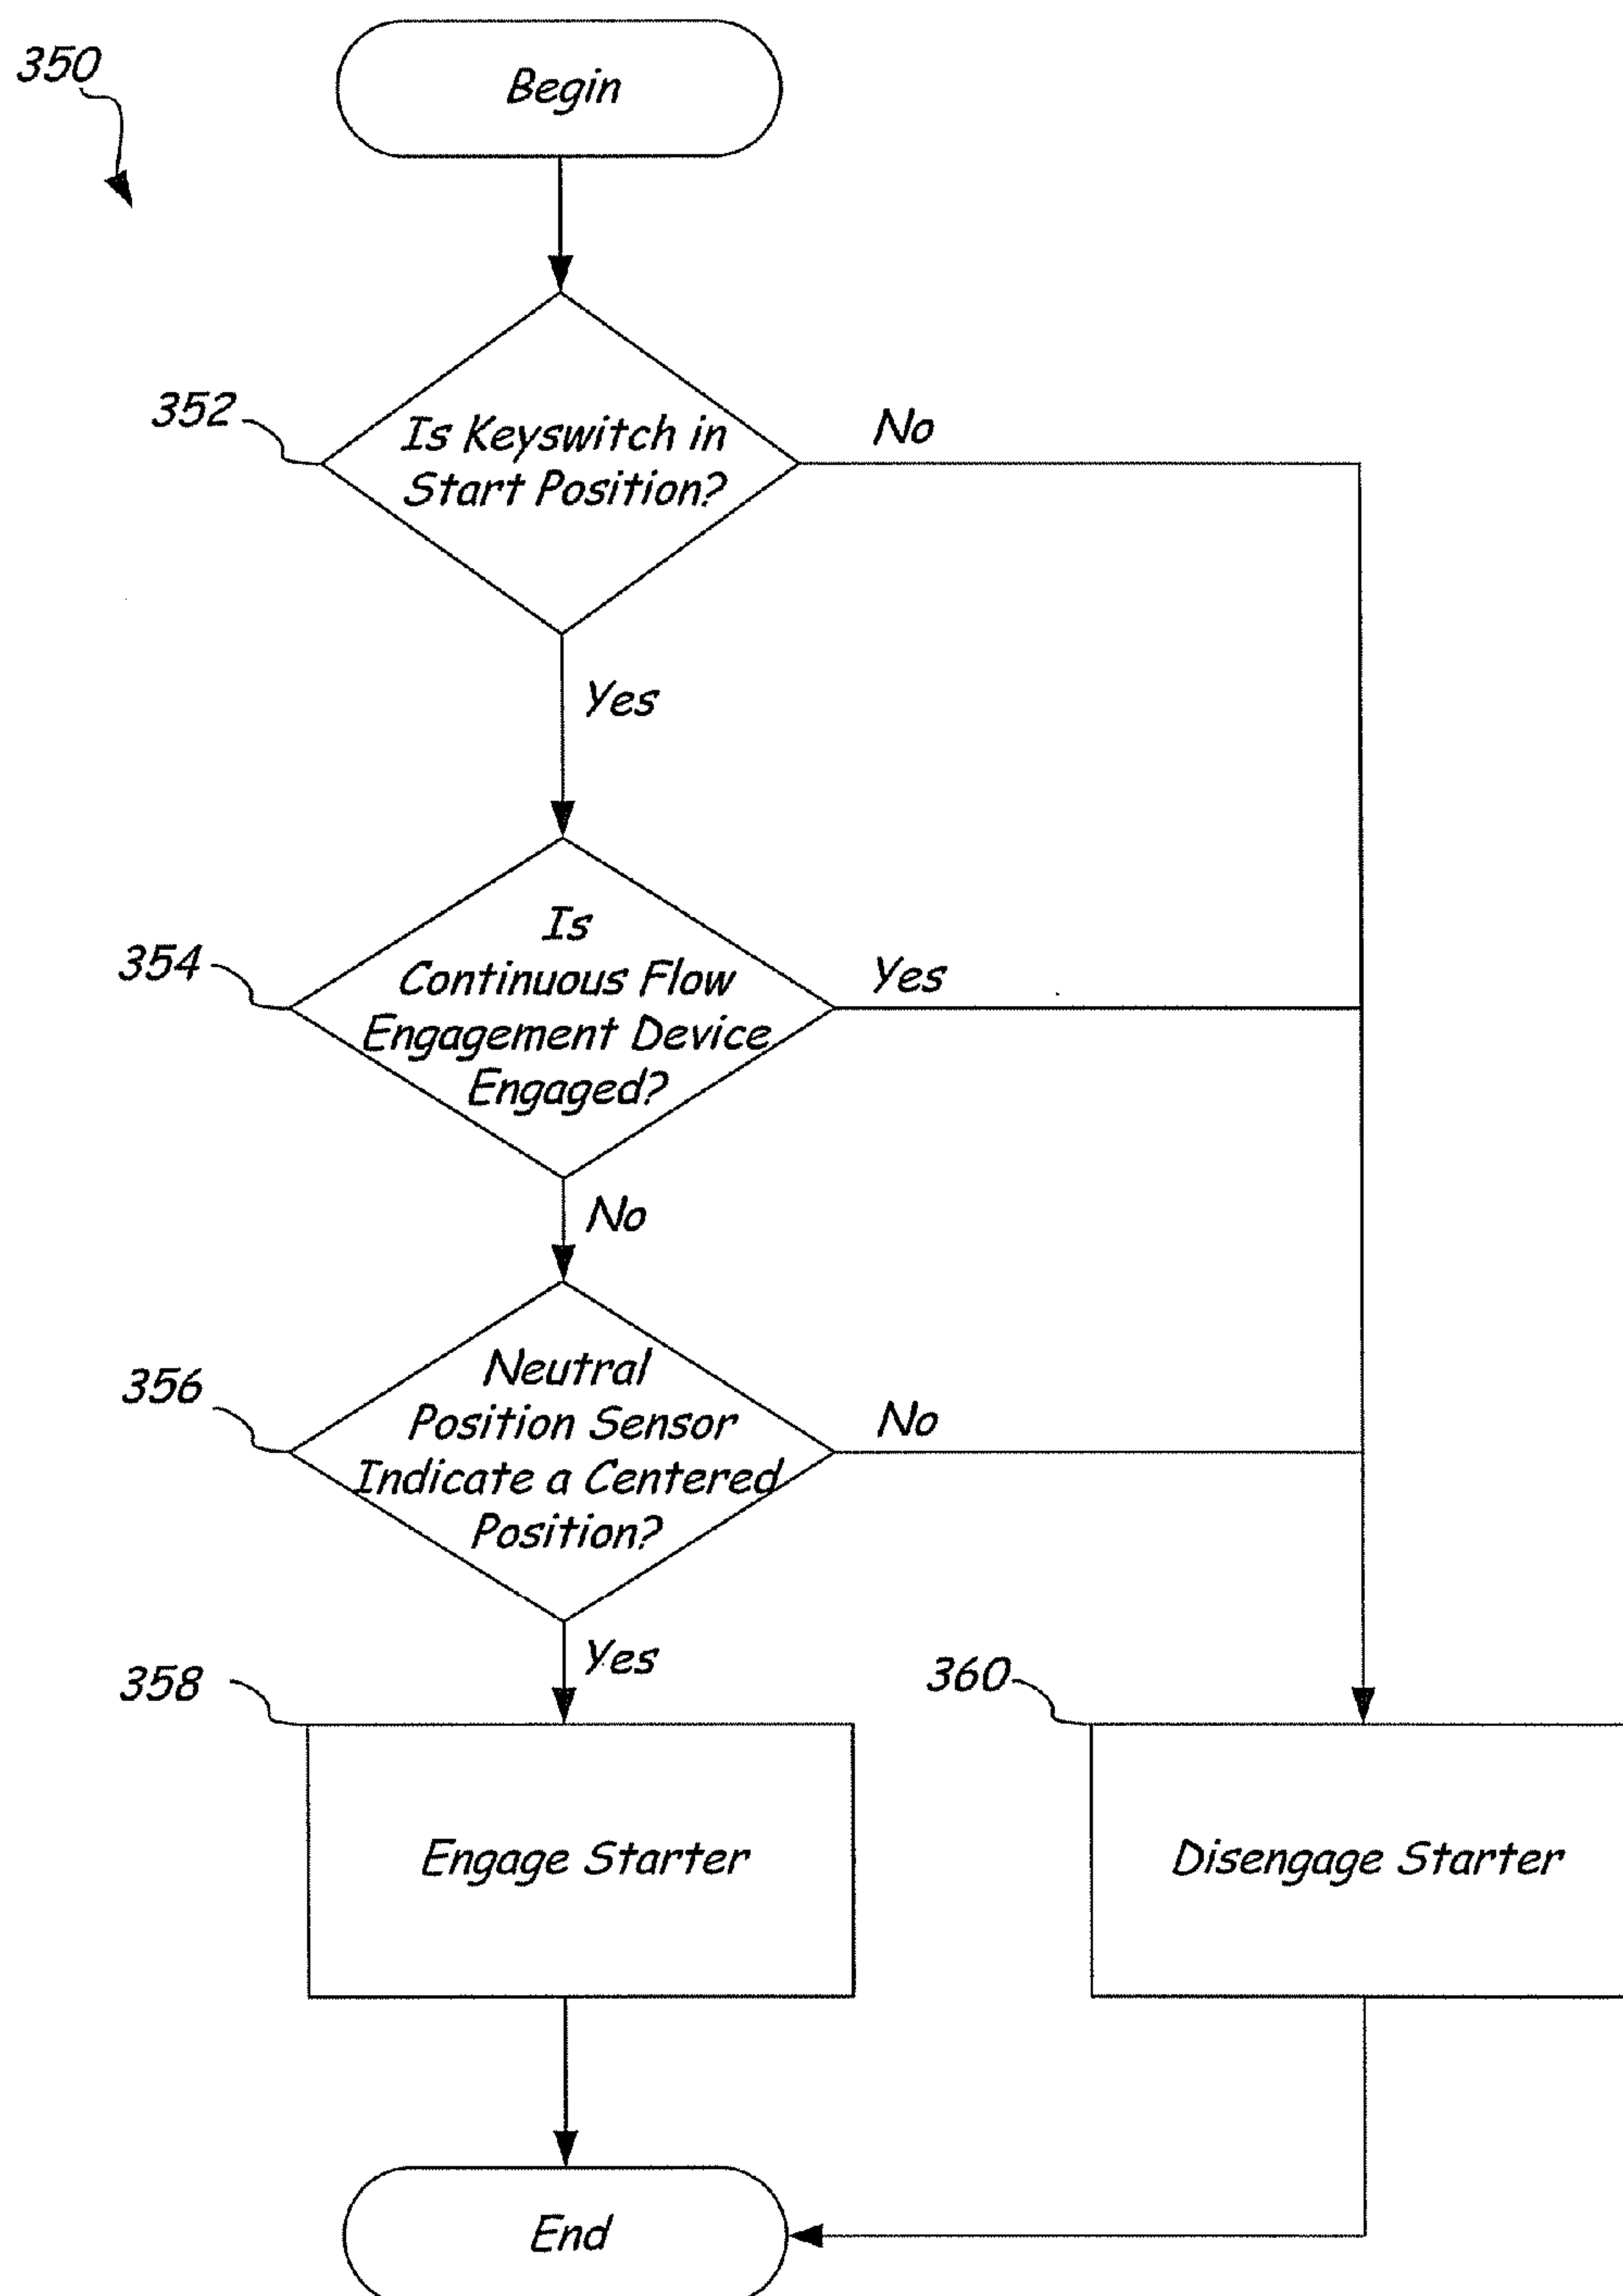 350
Begin
352
Is Keyswitch in
Start Position?
No
Yes
354
Is
Continuous Flow
Engagement Device
Engaged?
Yes
No
356
Neutral
Position Sensor
Indicate a Centered
Position?
No
Yes
358
360
Engage Starter
Disengage Starter
End